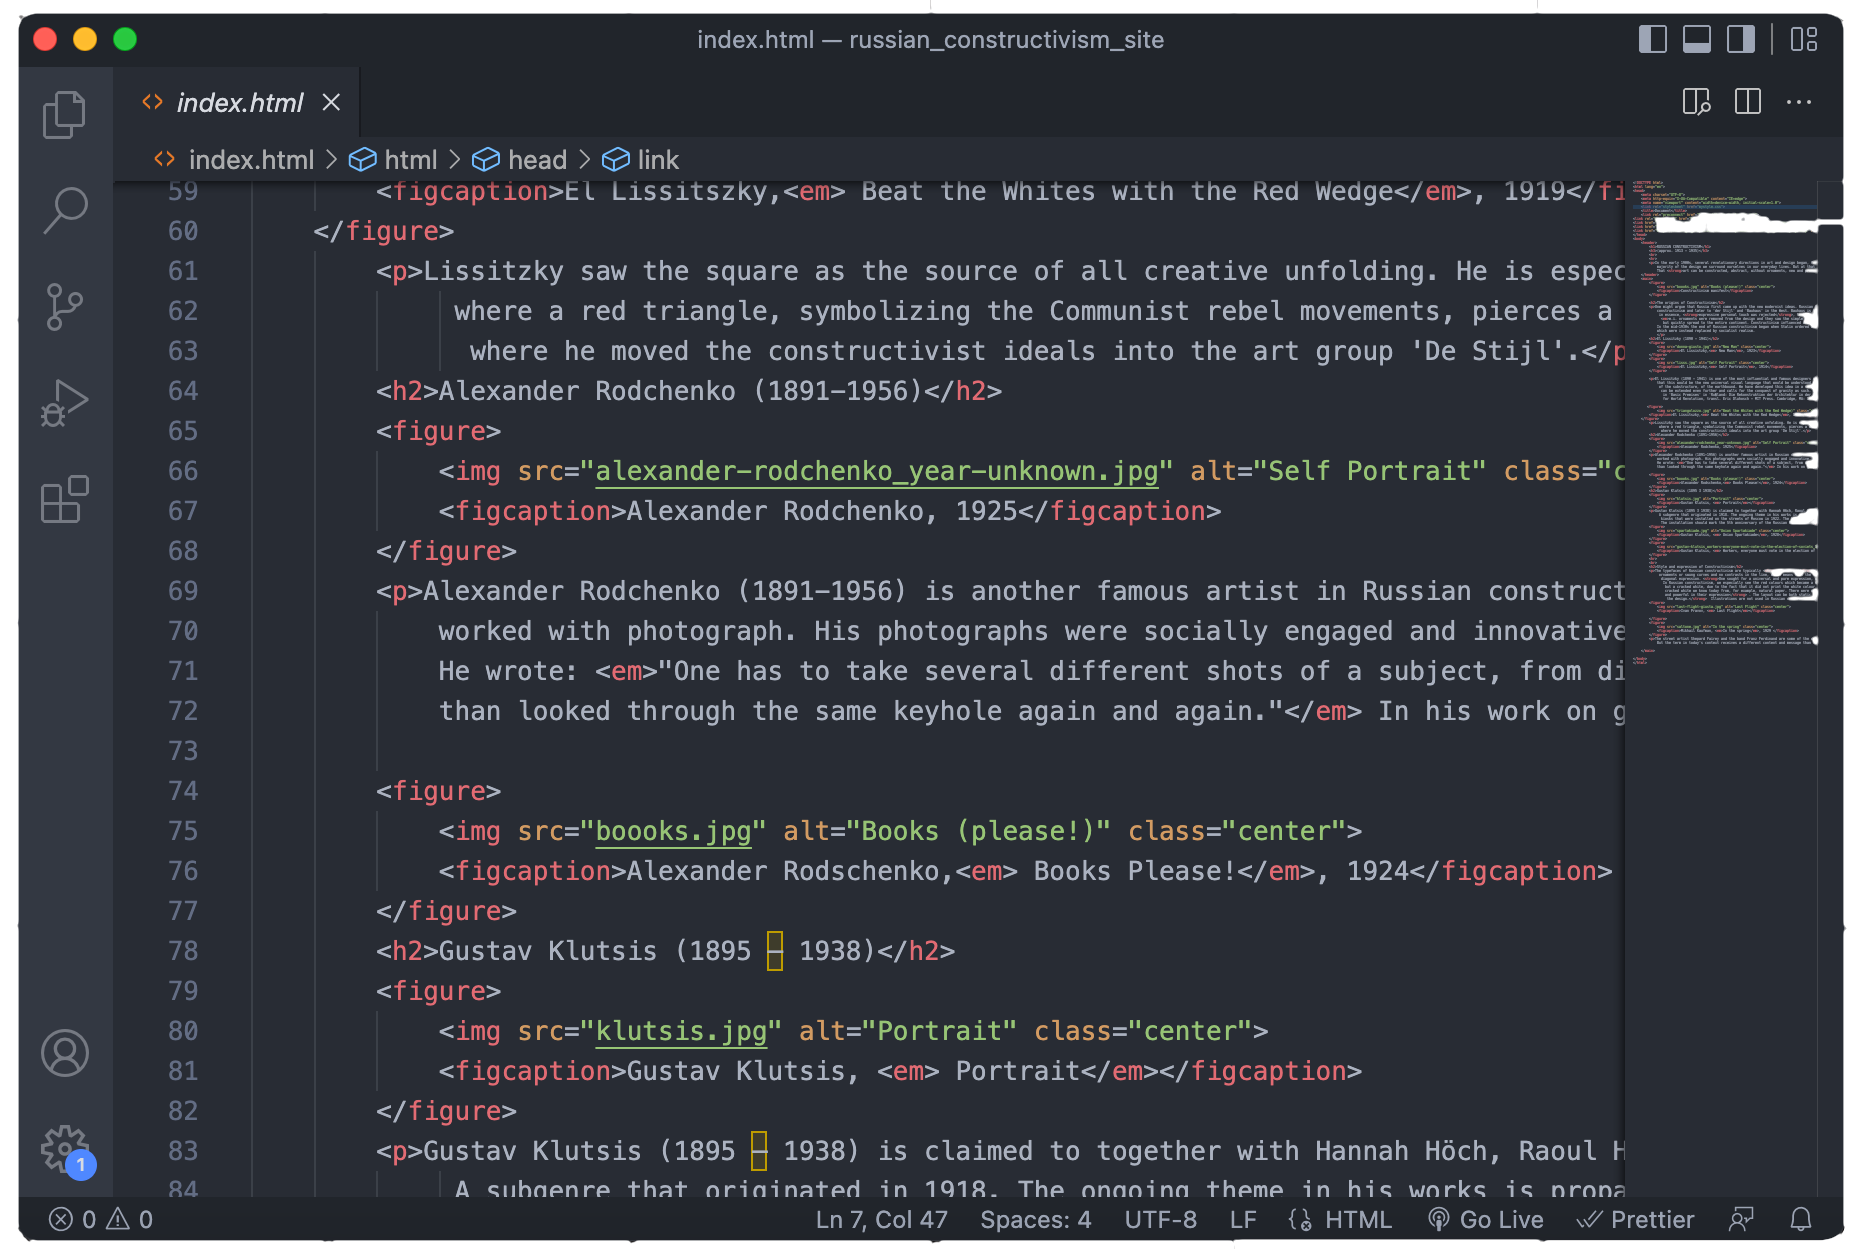 index.html — russian_constructivism_site
index.html
index.html > html > head > link
59 <figcaption>El Lissitszky,<em> Beat the Whites with the Red Wedge</em>, 1919</fi
60 </figure>
61 <p>Lissitzky saw the square as the source of all creative unfolding. He is espec
62 where a red triangle, symbolizing the Communist rebel movements, pierces a
63 where he moved the constructivist ideals into the art group 'De Stijl'.</p
64 <h2>Alexander Rodchenko (1891–1956)</h2>
65 <figure>
66 <img src="alexander-rodchenko_year-unknown.jpg" alt="Self Portrait" class="c
67 <figcaption>Alexander Rodchenko, 1925</figcaption>
68 </figure>
69 <p>Alexander Rodchenko (1891–1956) is another famous artist in Russian construct
70 worked with photograph. His photographs were socially engaged and innovative
71 He wrote: <em>"One has to take several different shots of a subject, from di
72 than looked through the same keyhole again and again."</em> In his work on g
73
74 <figure>
75 <img src="boooks.jpg" alt="Books (please!)" class="center">
76 <figcaption>Alexander Rodschenko,<em> Books Please!</em>, 1924</figcaption>
77 </figure>
78 <h2>Gustav Klutsis (1895 – 1938)</h2>
79 <figure>
80 <img src="klutsis.jpg" alt="Portrait" class="center">
81 <figcaption>Gustav Klutsis, <em> Portrait</em></figcaption>
82 </figure>
83 <p>Gustav Klutsis (1895 – 1938) is claimed to together with Hannah Höch, Raoul H
84 A subgenre that originated in 1918. The ongoing theme in his works is propa
1
0 0 Ln 7, Col 47 Spaces: 4 UTF-8 LF HTML Go Live Prettier